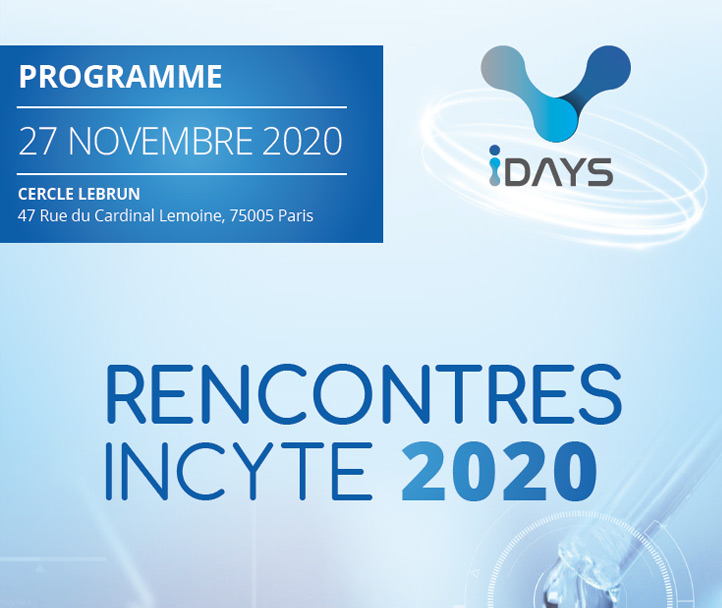 PROGRAMME
27 NOVEMBRE 2020
CERCLE LEBRUN
47 Rue du Cardinal Lemoine, 75005 Paris
iDAYS
RENCONTRES
INCYTE 2020